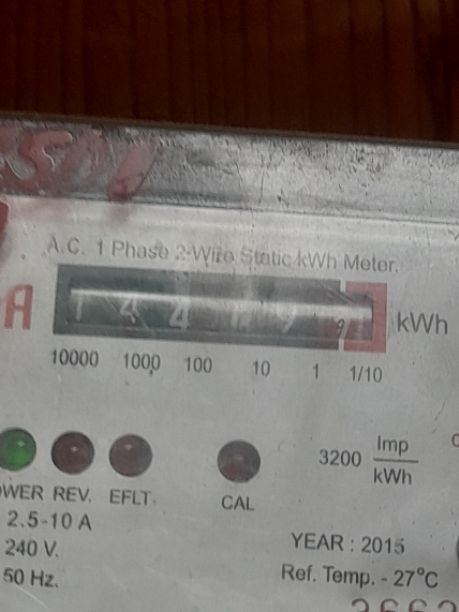 A.C. 1 Phase 2-Wire Static kWh Meter.
A
kWh
10000 1000 100 10 1 1/10
3200 Imp
kWh
REV. EFLT. CAL
2.5-10 A
240 V.
50 Hz.
YEAR : 2015
Ref. Temp. - 27°C